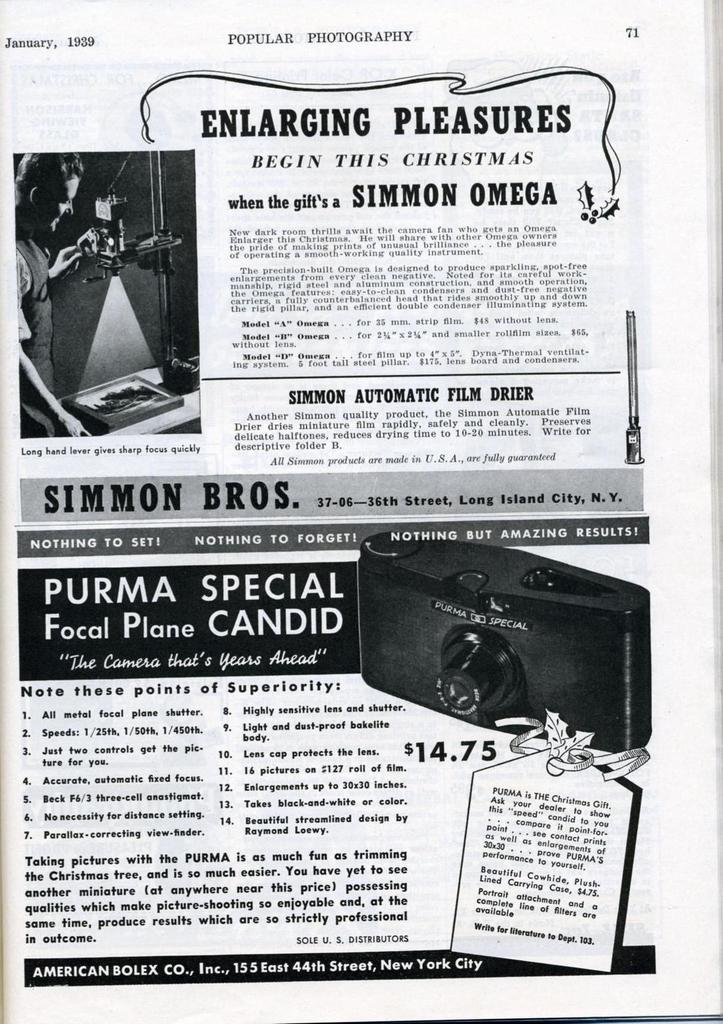 January, 1939
POPULAR PHOTOGRAPHY
71
ENLARGING PLEASURES
BEGIN THIS CHRISTMAS
when the gift's a SIMMON OMEGA
New dark room thrills await the camera fan who gets an Omega
Enlarger this Christmas. He will share with other Omega owners
the pride of making prints of unusual brilliance . . . the pleasure
of operating a smooth-working quality instrument.
The precision-built Omega is designed to produce sparkling, spot-free
enlargements from every clean negative. Noted for its careful work-
manship, rigid steel and aluminum construction, and smooth operation,
the Omega features: easy-to-clean condensers and dust-free negative
carriers, a fully counterbalanced head that rides smoothly up and down
the rigid pillar, and an efficient double condenser illuminating system.
Model "A" Omega . . . for 35 mm. strip film. $48 without lens.
Model "B" Omega . . . for 2¼" x 2¼" and smaller rollfilm sizes. $65,
without lens.
Model "D" Omega . . . for film up to 4" x 5". Dyna-Thermal ventilat-
ing system. 5 foot tall steel pillar. $175, lens board and condensers.
Long hand lever gives sharp focus quickly
SIMMON AUTOMATIC FILM DRIER
Another Simmon quality product, the Simmon Automatic Film
Drier dries miniature film rapidly, safely and cleanly. Preserves
delicate halftones, reduces drying time to 10-20 minutes. Write for
descriptive folder B.
All Simmon products are made in U.S.A., are fully guaranteed
SIMMON BROS. 37-06—36th Street, Long Island City, N.Y.
NOTHING TO SET! NOTHING TO FORGET! NOTHING BUT AMAZING RESULTS!
PURMA SPECIAL
Focal Plane CANDID
"The Camera that's Years Ahead"
PURMA SPECIAL
Note these points of Superiority:
1. All metal focal plane shutter.
2. Speeds: 1/25th, 1/50th, 1/450th.
3. Just two controls get the pic-
ture for you.
4. Accurate, automatic fixed focus.
5. Beck F6/3 three-cell anastigmat.
6. No necessity for distance setting.
7. Parallax-correcting view-finder.
8. Highly sensitive lens and shutter.
9. Light and dust-proof bakelite
body.
10. Lens cap protects the lens.
11. 16 pictures on #127 roll of film.
12. Enlargements up to 30x30 inches.
13. Takes black-and-white or color.
14. Beautiful streamlined design by
Raymond Loewy.
$14.75
Taking pictures with the PURMA is as much fun as trimming
the Christmas tree, and is so much easier. You have yet to see
another miniature (at anywhere near this price) possessing
qualities which make picture-shooting so enjoyable and, at the
same time, produce results which are so strictly professional
in outcome.
SOLE U. S. DISTRIBUTORS
PURMA is THE Christmas Gift.
Ask your dealer to show
this "speed" candid to you
. . . compare it point-for-
point . . . see contact prints
as well as enlargements of
30x30 . . . prove PURMA'S
performance to yourself.
Beautiful Cowhide, Plush-
Lined Carrying Case, $4.75.
Portrait attachment and a
complete line of filters are
available
Write for literature to Dept. 103.
AMERICAN BOLEX CO., Inc., 155 East 44th Street, New York City